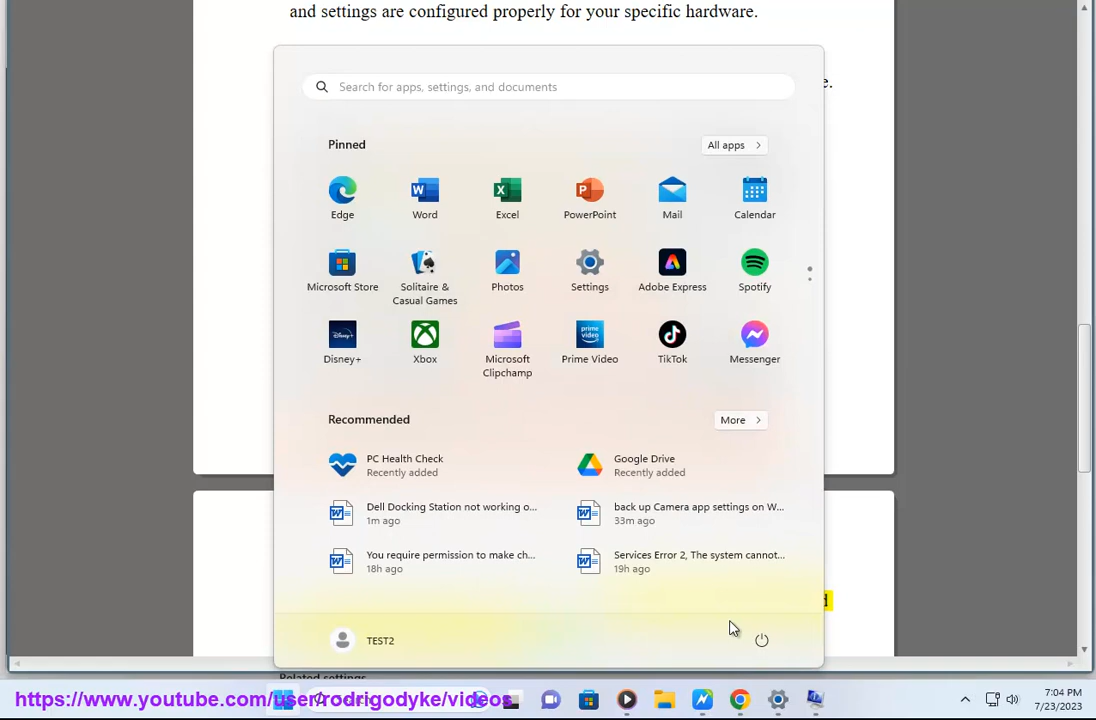 and settings are configured properly for your specific hardware.
Search for apps, settings, and documents
e.
Pinned
All apps
Edge
Word
Excel
PowerPoint
Mail
Calendar
Microsoft Store
Solitaire &
Casual Games
Photos
Settings
Adobe Express
Spotify
Disney+
Xbox
Microsoft
Clipchamp
Prime Video
TikTok
Messenger
Recommended
More
PC Health Check
Recently added
Google Drive
Recently added
Dell Docking Station not working o...
1m ago
back up Camera app settings on W...
33m ago
You require permission to make ch...
18h ago
Services Error 2, The system cannot...
19h ago
d
TEST2
Related settings
https://www.youtube.com/user/rodrigodyke/videos
7:04 PM
7/23/2023